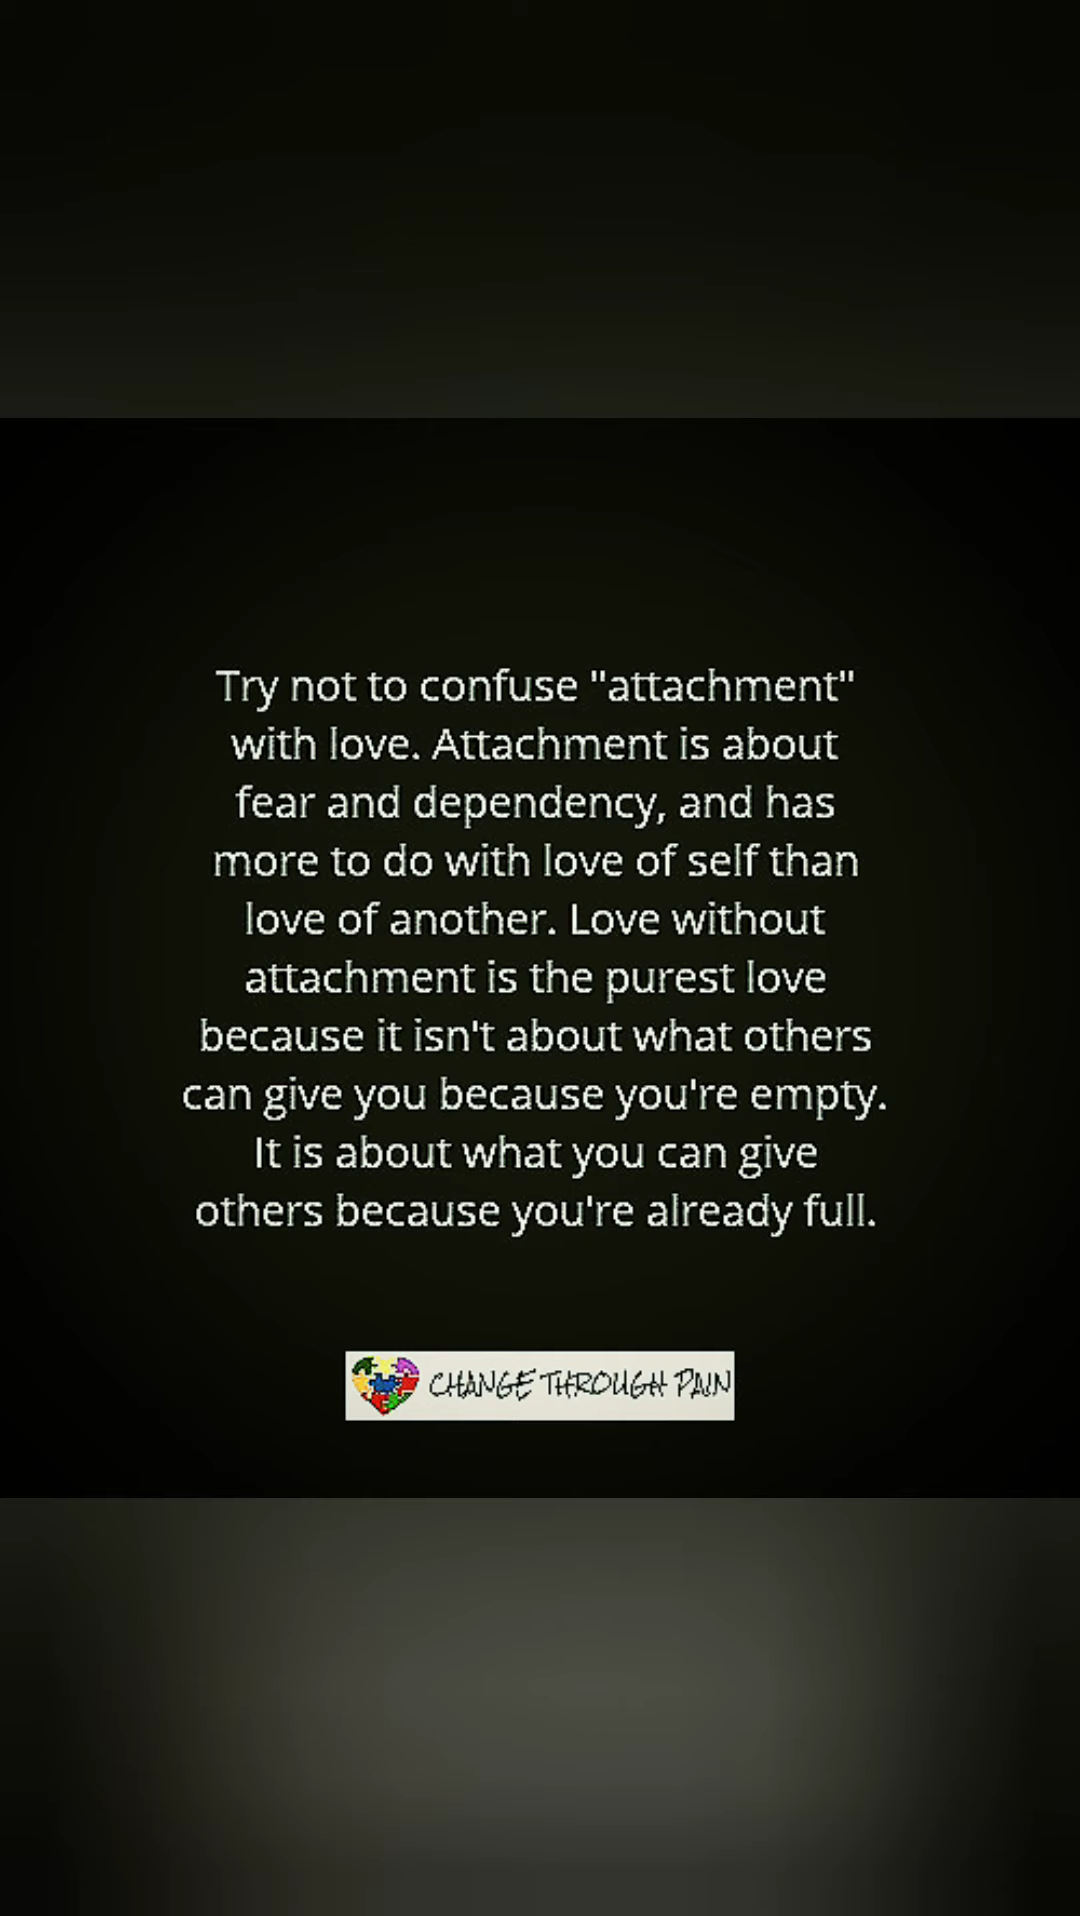 Try not to confuse "attachment"
with love. Attachment is about
fear and dependency, and has
more to do with love of self than
love of another. Love without
attachment is the purest love
because it isn't about what others
can give you because you're empty.
It is about what you can give
others because you're already full.
CHANGE THROUGH PAIN